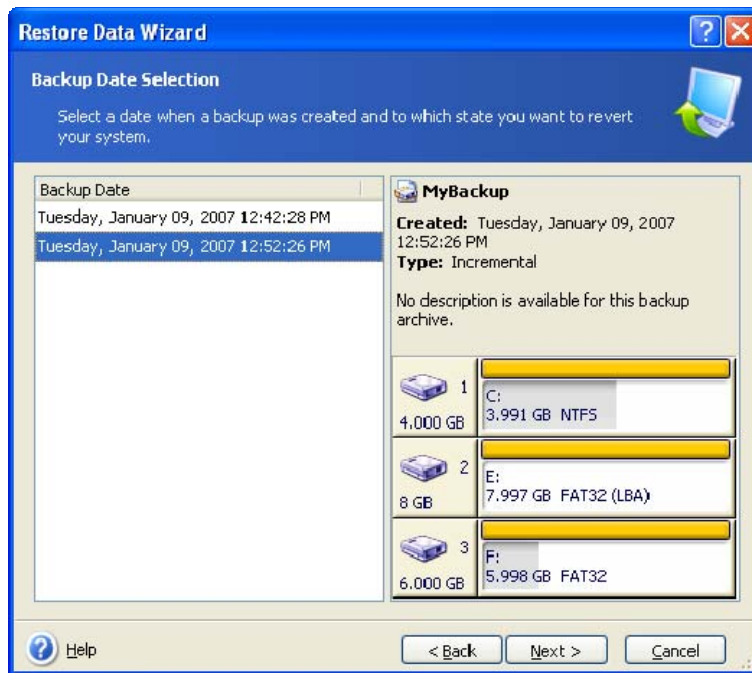 Restore Data Wizard
Backup Date Selection
Select a date when a backup was created and to which state you want to revert
your system.
Backup Date
Tuesday, January 09, 2007 12:42:28 PM
Tuesday, January 09, 2007 12:52:26 PM
MyBackup
Created: Tuesday, January 09, 2007
12:52:26 PM
Type: Incremental
No description is available for this backup
archive.
1
4.000 GB
C:
3.991 GB NTFS
2
8 GB
E:
7.997 GB FAT32 (LBA)
3
6.000 GB
F:
5.998 GB FAT32
Help
< Back
Next >
Cancel